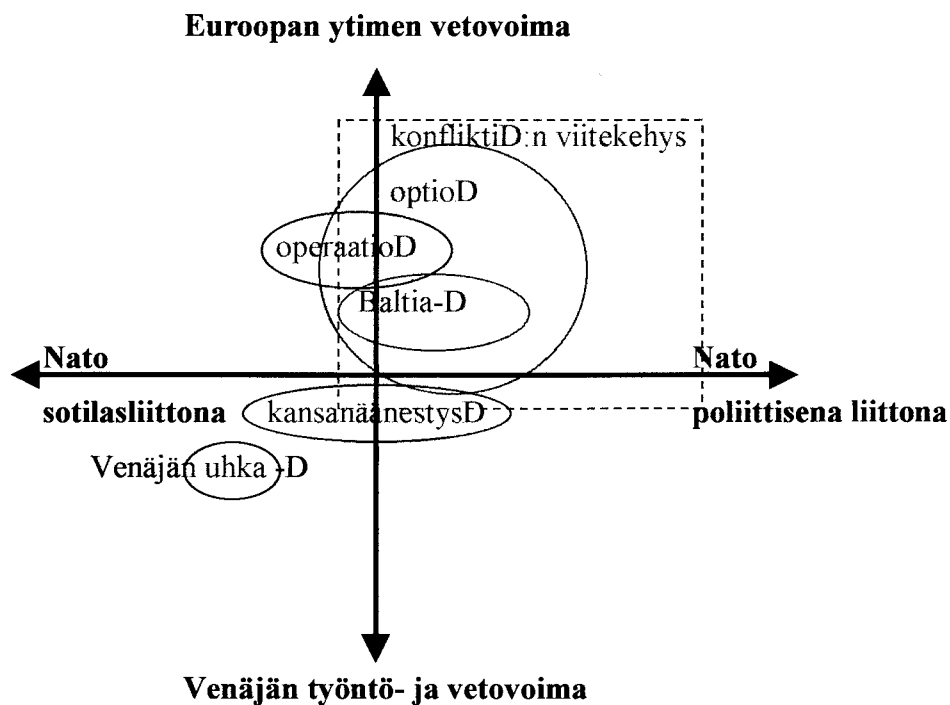 Euroopan ytimen vetovoima
konfliktiD:n viitekehys
optioD
operaatioD
Baltia-D
Nato
Nato
sotilasliittona
kansanäänestysD
poliittisena liittona
Venäjän uhka -D
Venäjän työntö- ja vetovoima